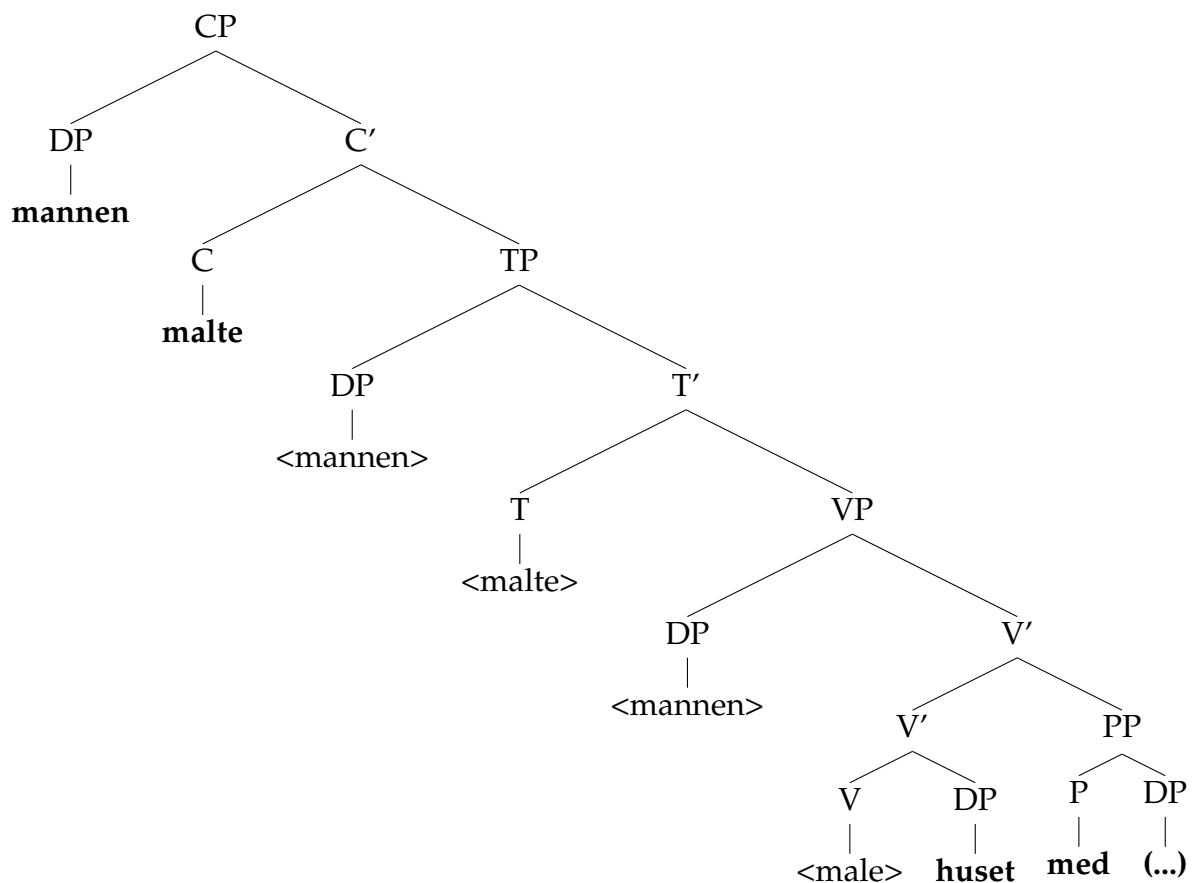 CP
DP C’
mannen
C TP
malte
DP T’
<mannen>
T VP
<malte>
DP V’
<mannen>
V’ PP
V DP P DP
<male> huset med (...)